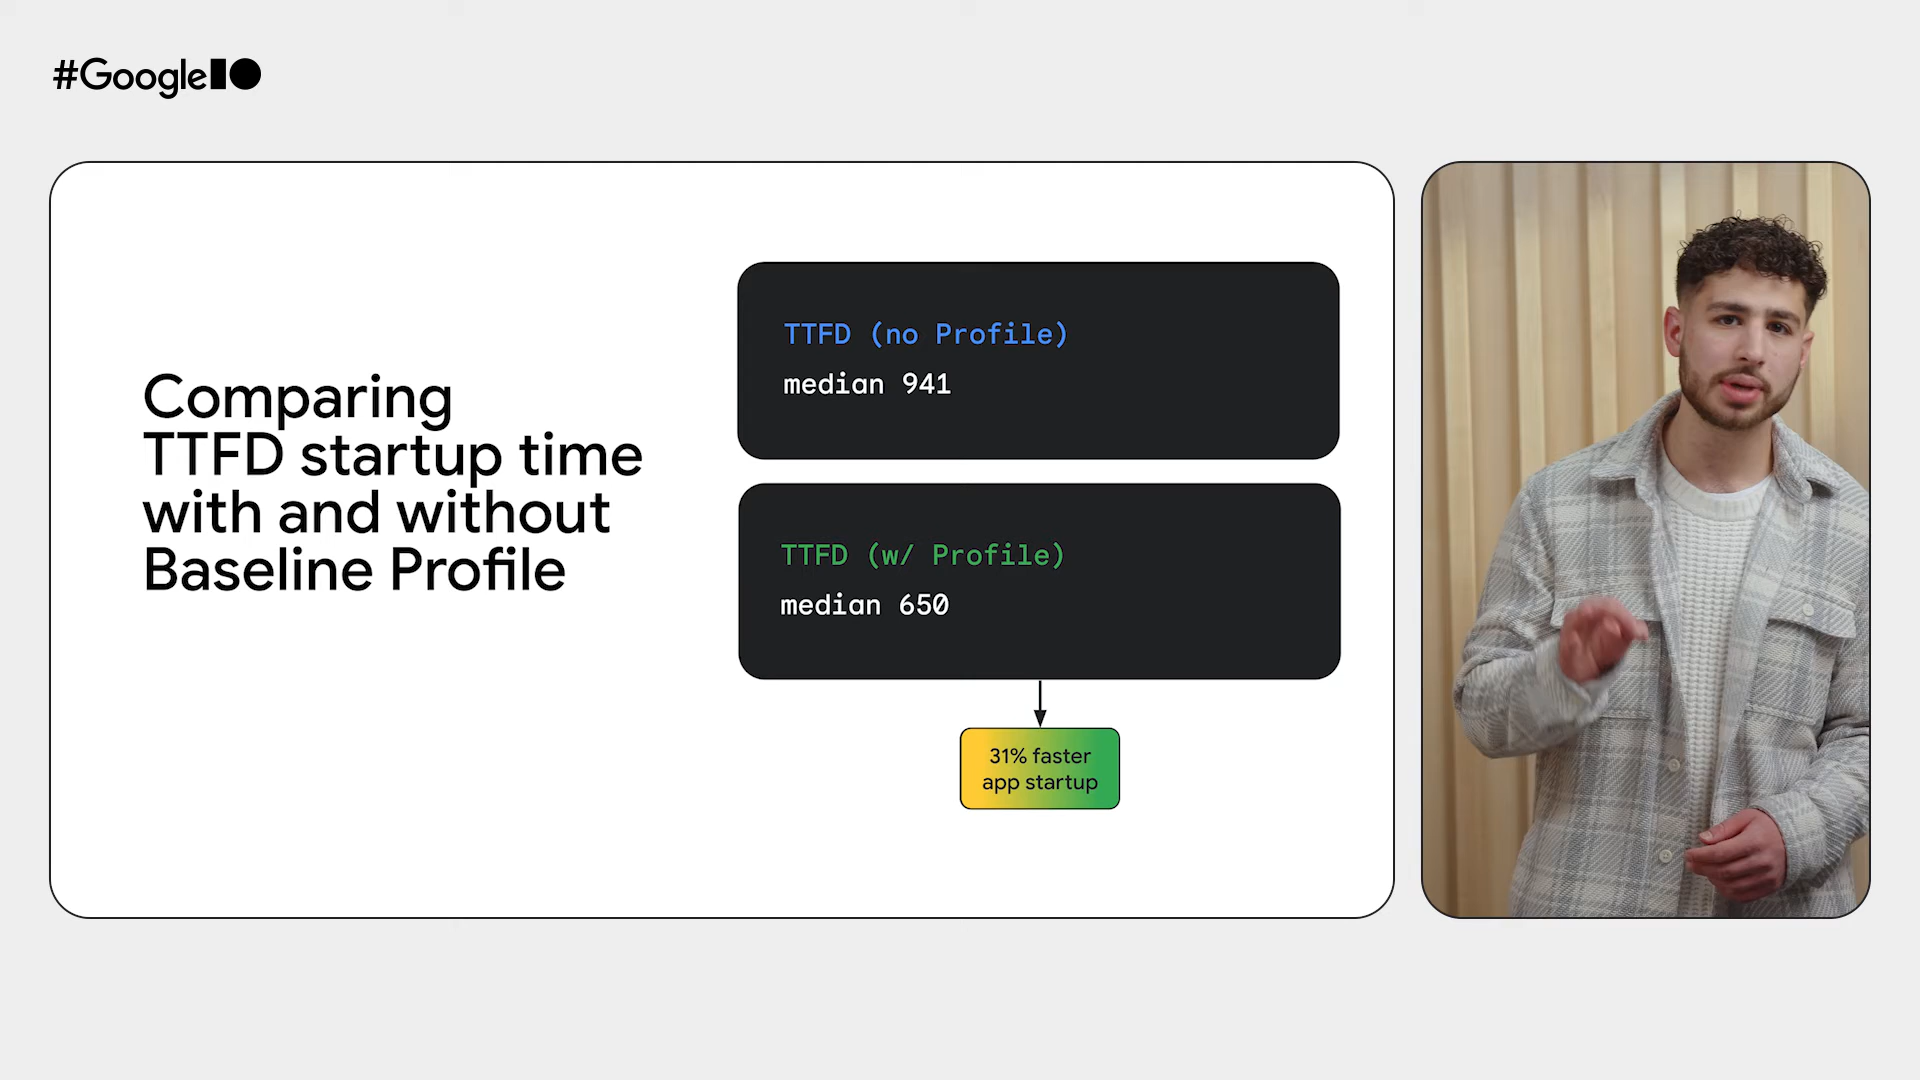 #GoogleIO
Comparing
TTFD startup time
with and without
Baseline Profile
TTFD (no Profile)
median 941
TTFD (w/ Profile)
median 650
31% faster
app startup